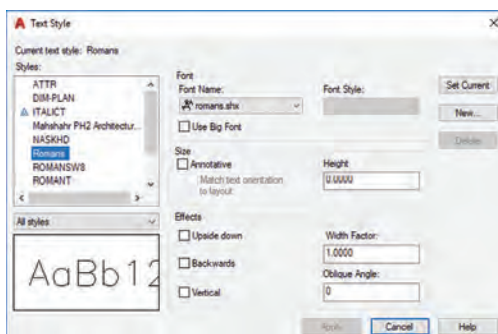 A Text Style
Current text style: Romans
Styles:
ATTR
DIM-PLAN
ITALICT
Mahshahr PH2 Architectur...
NASKHD
Romans
ROMANSW8
ROMANT
All styles
AaBb12
Font
Font Name:
romans.shx
Font Style:
Use Big Font
Size
Annotative
Match text orientation
to layout
Height
0.0000
Effects
Upside down
Backwards
Vertical
Width Factor:
1.0000
Oblique Angle:
0
Set Current
New...
Delete
Apply
Cancel
Help